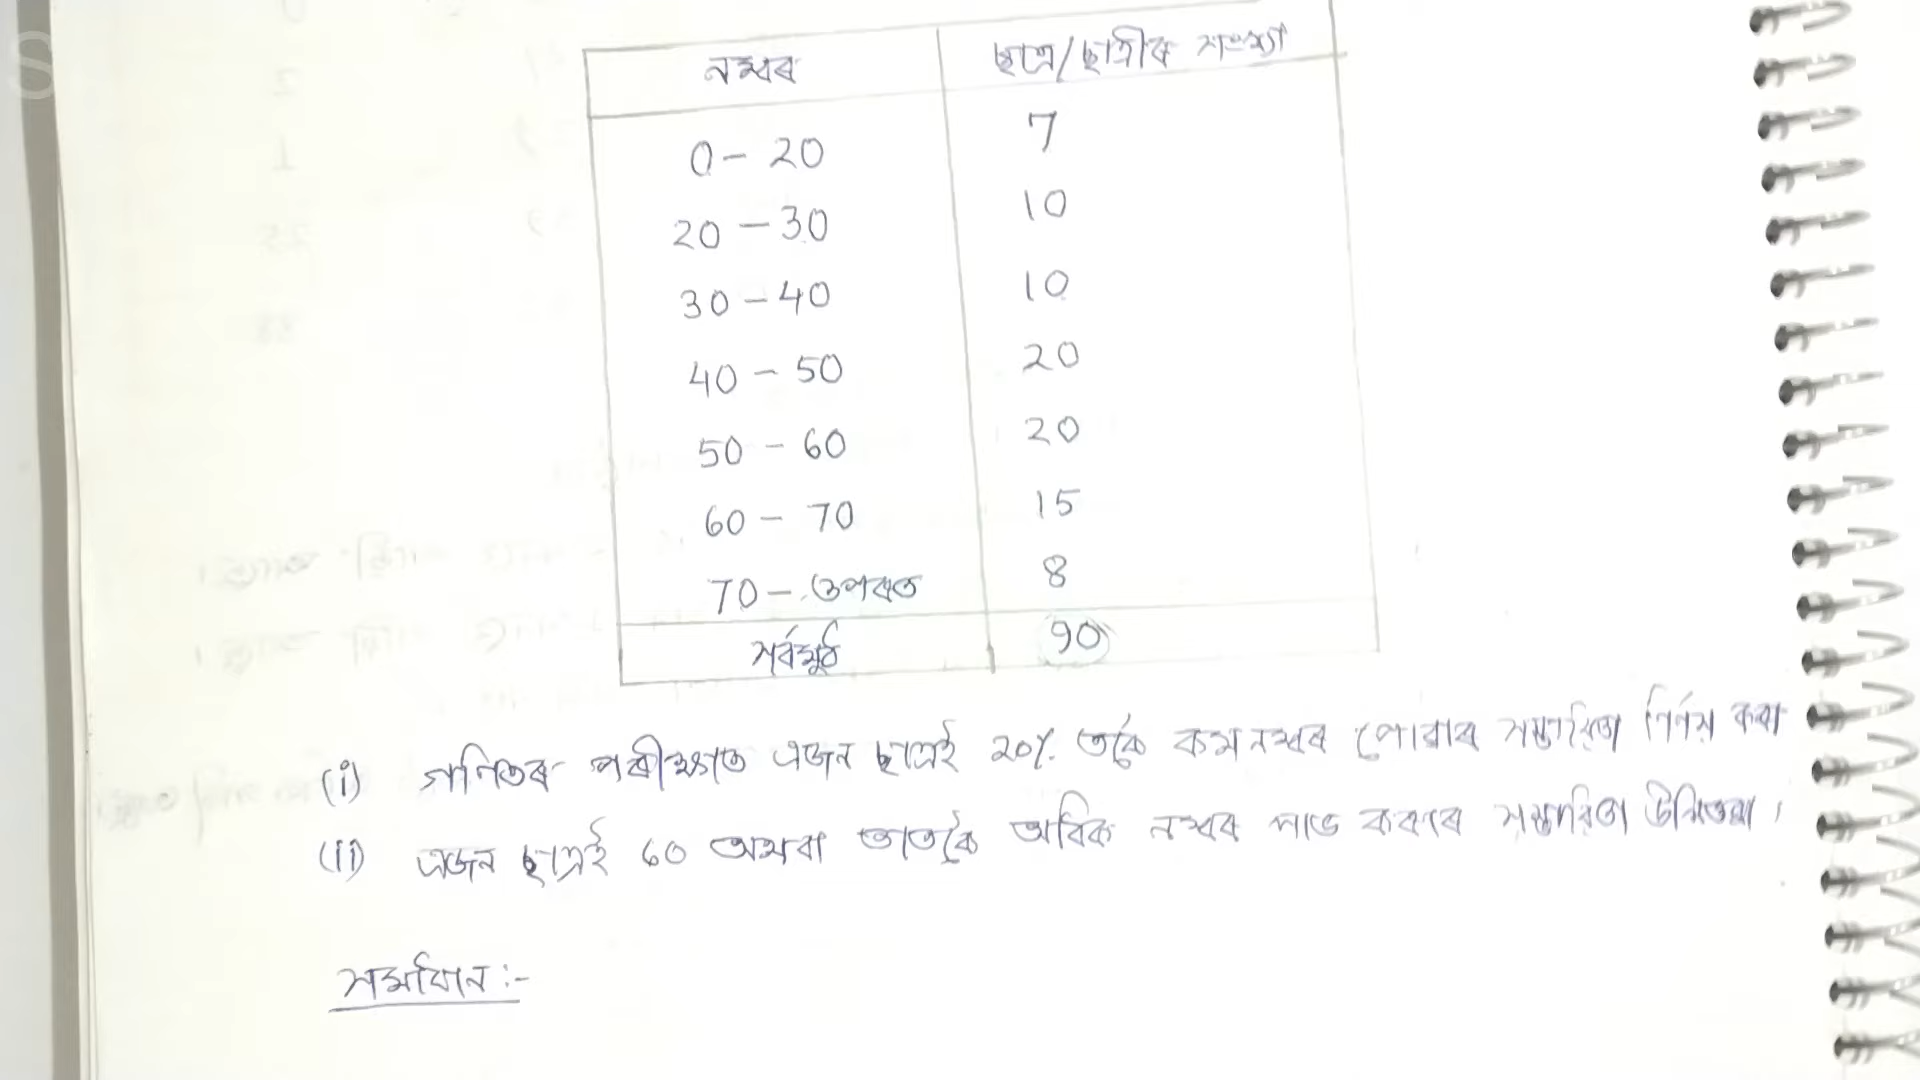 নম্বৰ ছাত্ৰ/ছাত্ৰীৰ সংখ্যা
0 - 20 7
20 - 30 10
30 - 40 10
40 - 50 20
50 - 60 20
60 - 70 15
70 - ওপৰত 8
সৰ্বমুঠ 90
(i) গণিতৰ পৰীক্ষাত এজন ছাত্ৰই 20% তকৈ কম নম্বৰ পোৱাৰ সম্ভাৱিতা নিৰ্ণয় কৰা
(ii) এজন ছাত্ৰই 60 অথবা তাতকৈ অধিক নম্বৰ লাভ কৰাৰ সম্ভাৱিতা উলিওৱা।
সমাধান :-